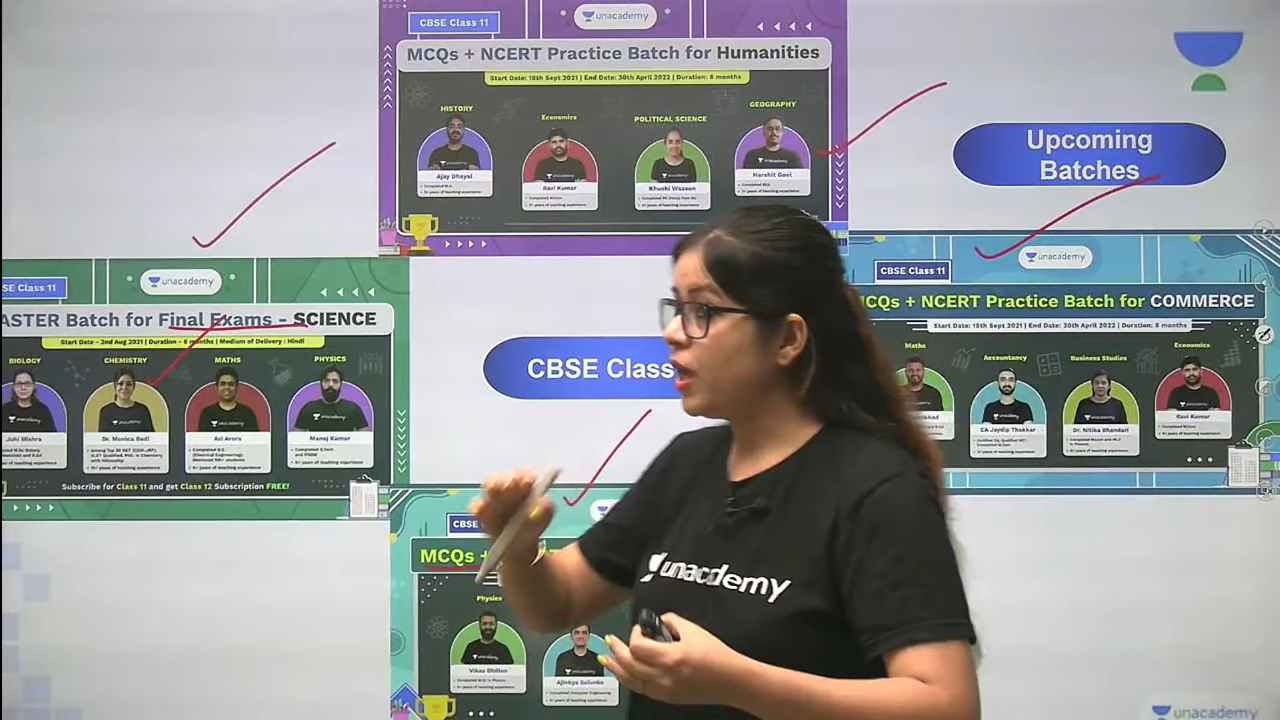 CBSE Class 11
unacademy
MCQs + NCERT Practice Batch for Humanities
Start Date: 18th Sept 2021 | End Date: 30th April 2022 | Duration: 8 months
HISTORY
Economics
POLITICAL SCIENCE
GEOGRAPHY
Ajay Dhayal
Ravi Kumar
Khushi Waseen
Harshit Goel
Upcoming
Batches
CBSE Class 11
unacademy
ASTER Batch for Final Exams - SCIENCE
Start Date - 2nd Aug 2021 | Duration - 6 months | Medium of Delivery : Hindi
BIOLOGY
CHEMISTRY
MATHS
PHYSICS
unacademy
Juhi Mishra
Dr. Monica Bedi
Avi Arora
Manoj Kumar
Subscribe for Class 11 and get Class 12 Subscription FREE!
CBSE Class
CBSE Class 11
unacademy
MCQs + NCERT Practice Batch for COMMERCE
Start Date: 18th Sept 2021 | End Date: 30th April 2022 | Duration: 8 months
Maths
Accountancy
Business Studies
Economics
CA Jaydip Thakkar
Dr. Nitika Bhandari
Ravi Kumar
CBSE
MCQs +
Physics
Vikas Dhillon
Ajinkya Solunke
unacademy
unacademy